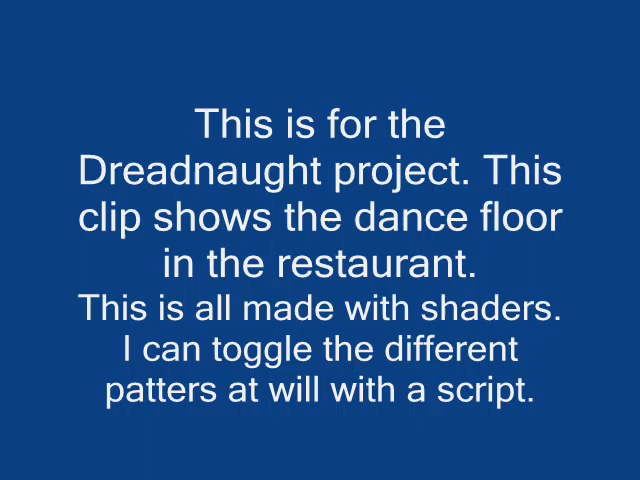 This is for the
Dreadnaught project. This
clip shows the dance floor
in the restaurant.
This is all made with shaders.
I can toggle the different
patters at will with a script.